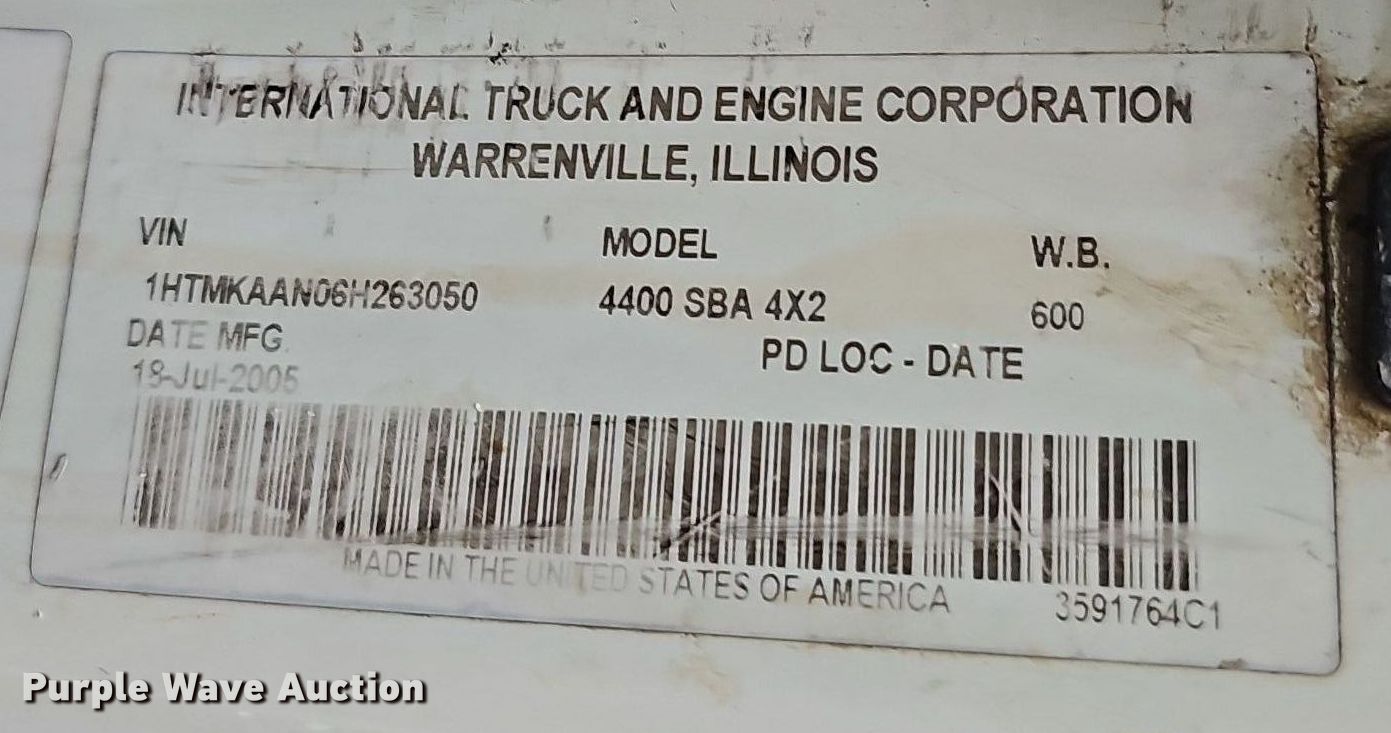 INTERNATIONAL TRUCK AND ENGINE CORPORATION
WARRENVILLE, ILLINOIS
VIN MODEL W.B.
1HTMKAAN06H263050 4400 SBA 4X2 600
DATE MFG. PD LOC - DATE
18-Jul-2005
MADE IN THE UNITED STATES OF AMERICA 3591764C1
Purple Wave Auction